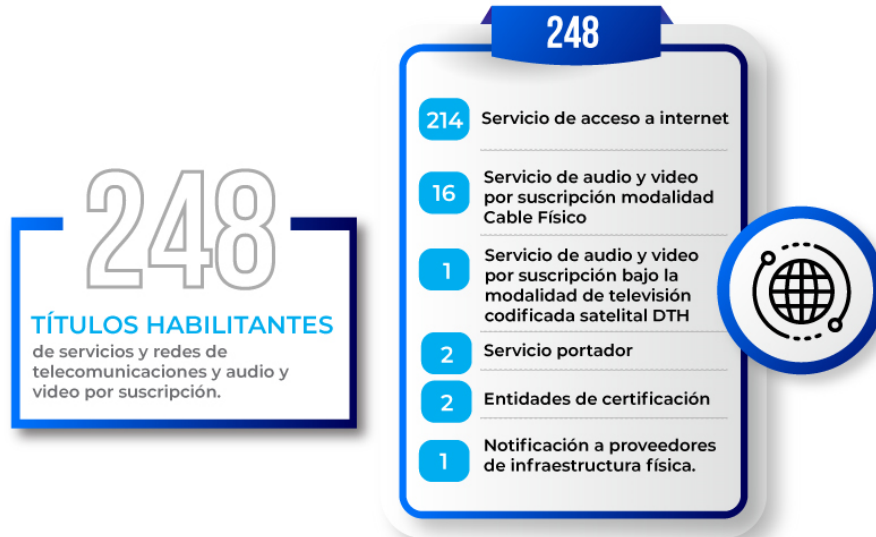 248
TÍTULOS HABILITANTES
de servicios y redes de
telecomunicaciones y audio y
video por suscripción.
248
214 Servicio de acceso a internet
16 Servicio de audio y video
por suscripción modalidad
Cable Físico
1 Servicio de audio y video
por suscripción bajo la
modalidad de televisión
codificada satelital DTH
2 Servicio portador
2 Entidades de certificación
1 Notificación a proveedores
de infraestructura física.